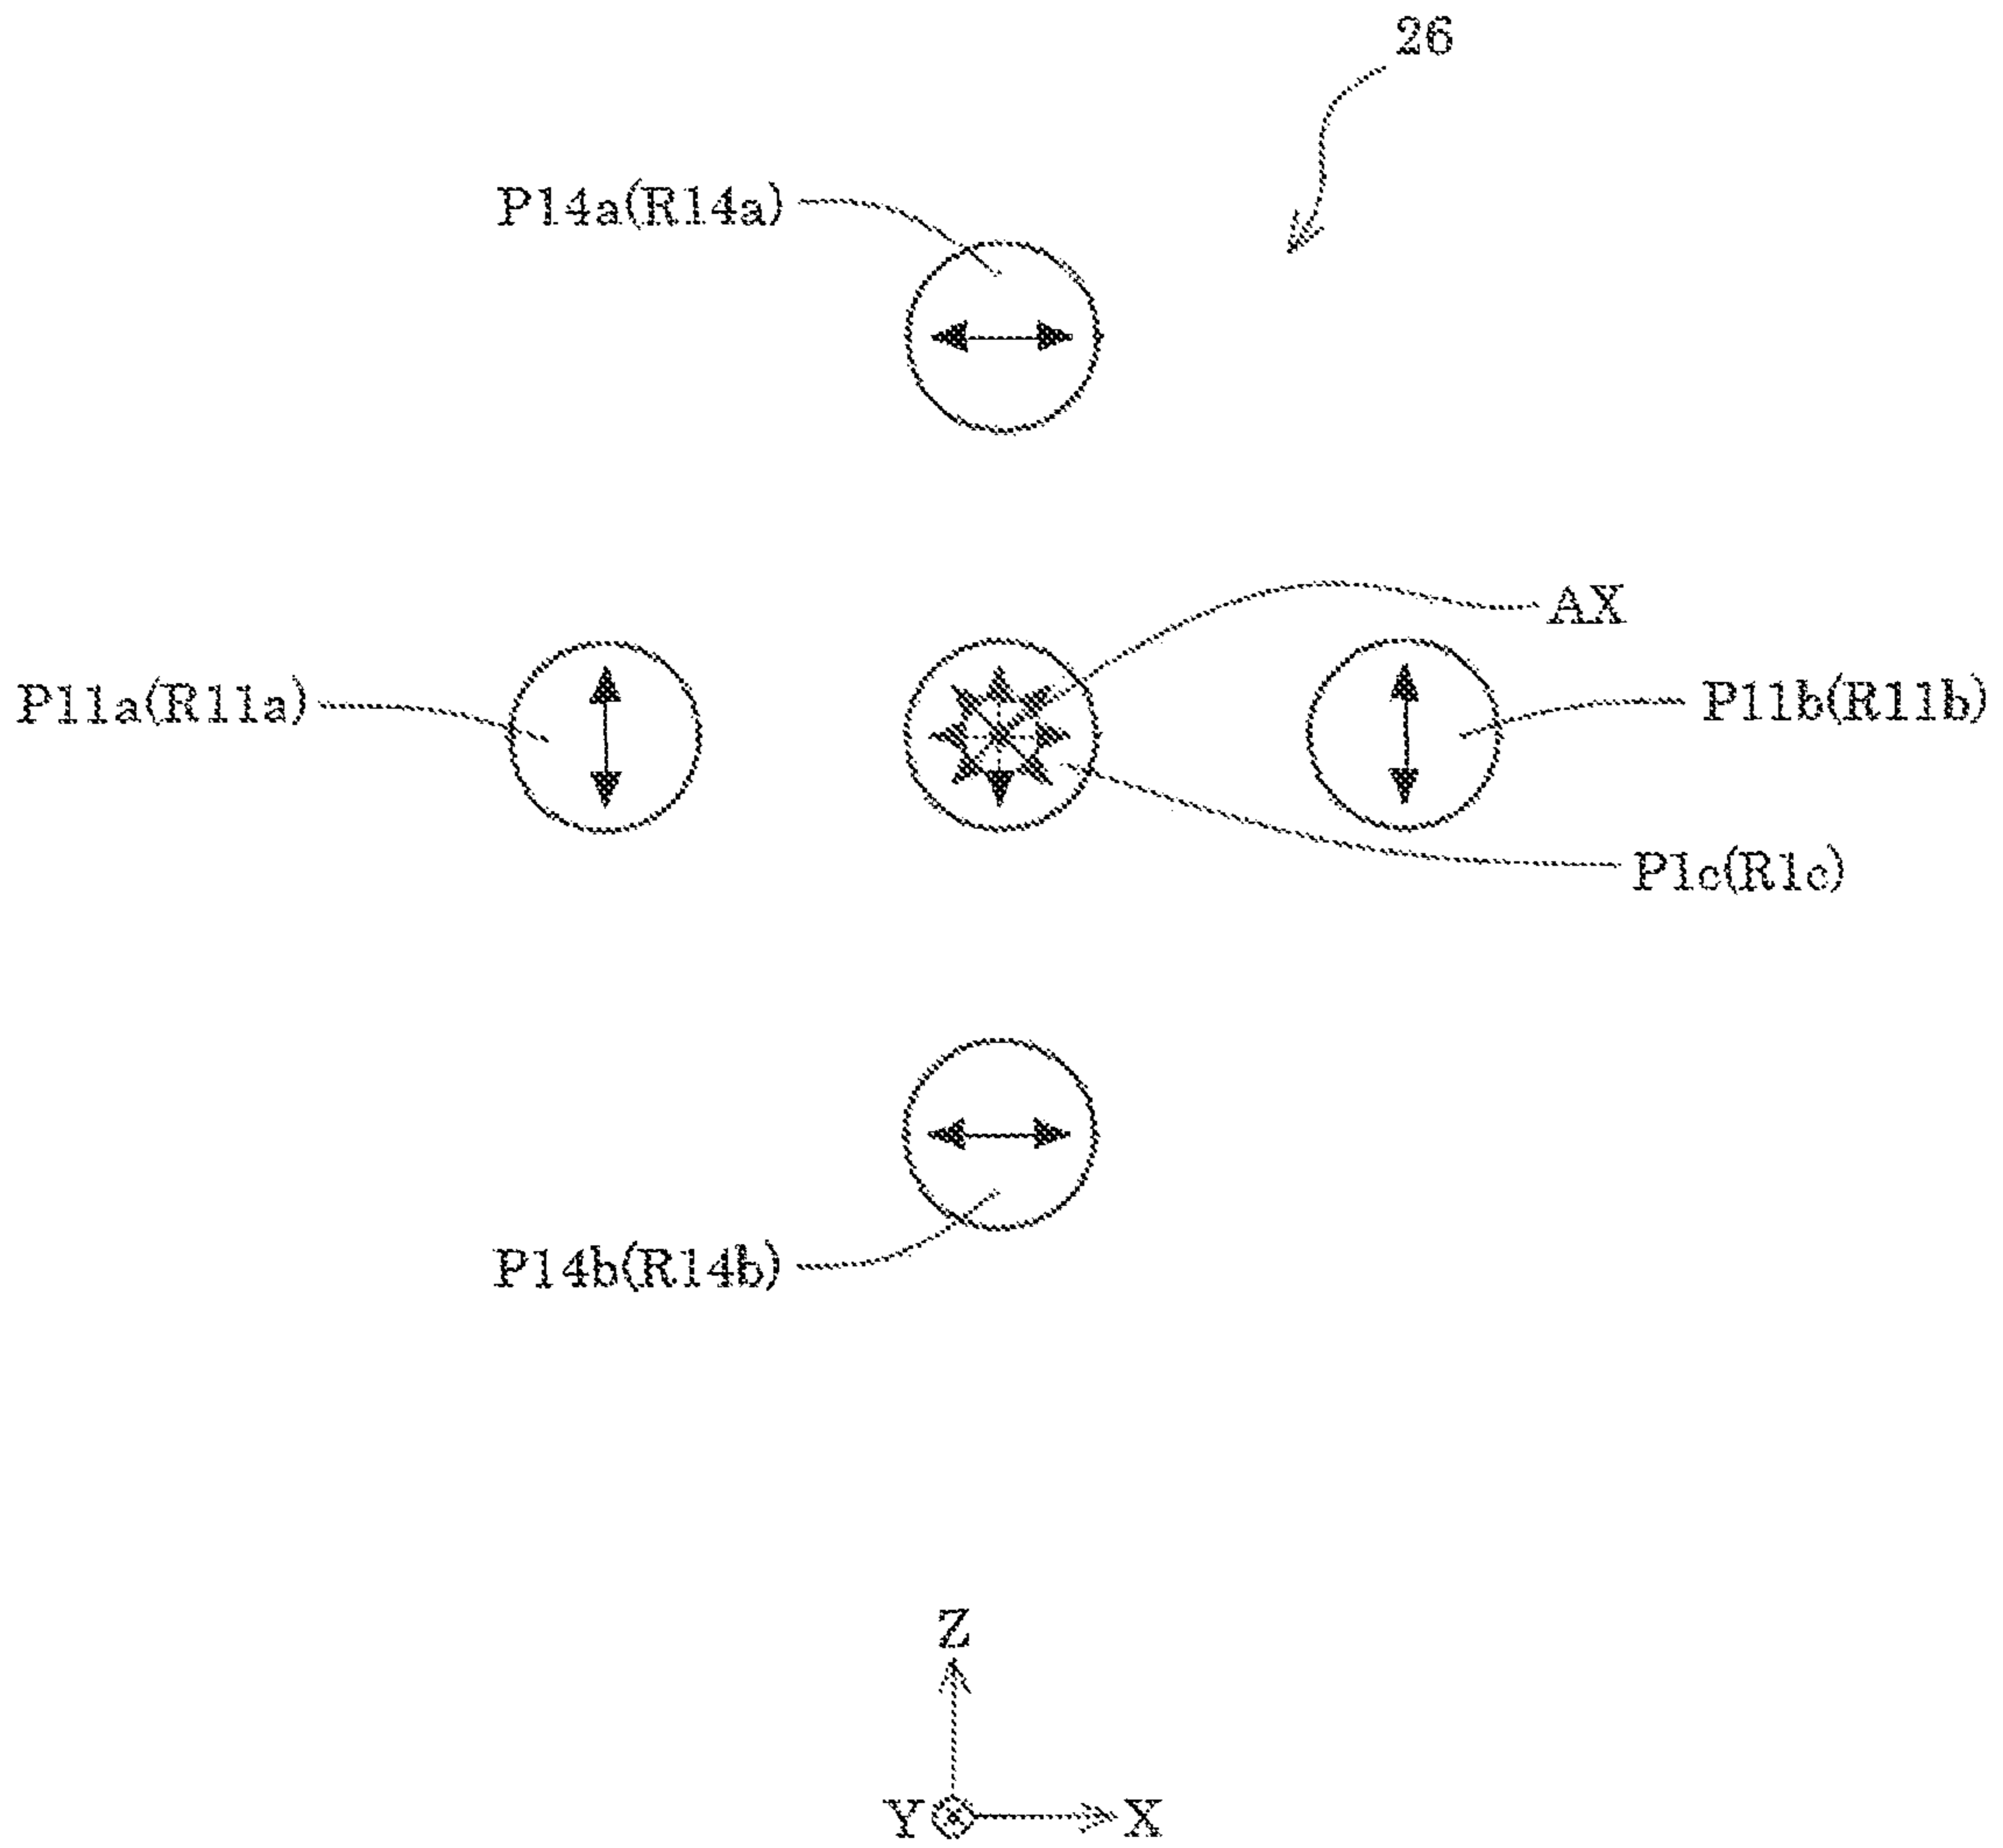 26
P14a(R14a)
AX
P11a(R11a)
P11b(R11b)
P1c(R1c)
P14b(R14b)
Z
Y
X